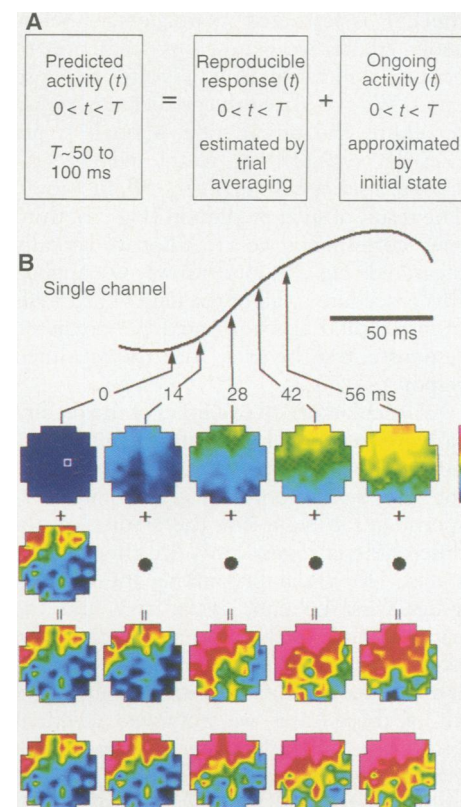 A
Predicted
activity (t)
0 < t < T
T~50 to
100 ms
=
Reproducible
response (t)
0 < t < T
estimated by
trial
averaging
+
Ongoing
activity (t)
0 < t < T
approximated
by
initial state
B
Single channel
50 ms
0 14 28 42 56 ms
+ + + + +
= = = = =